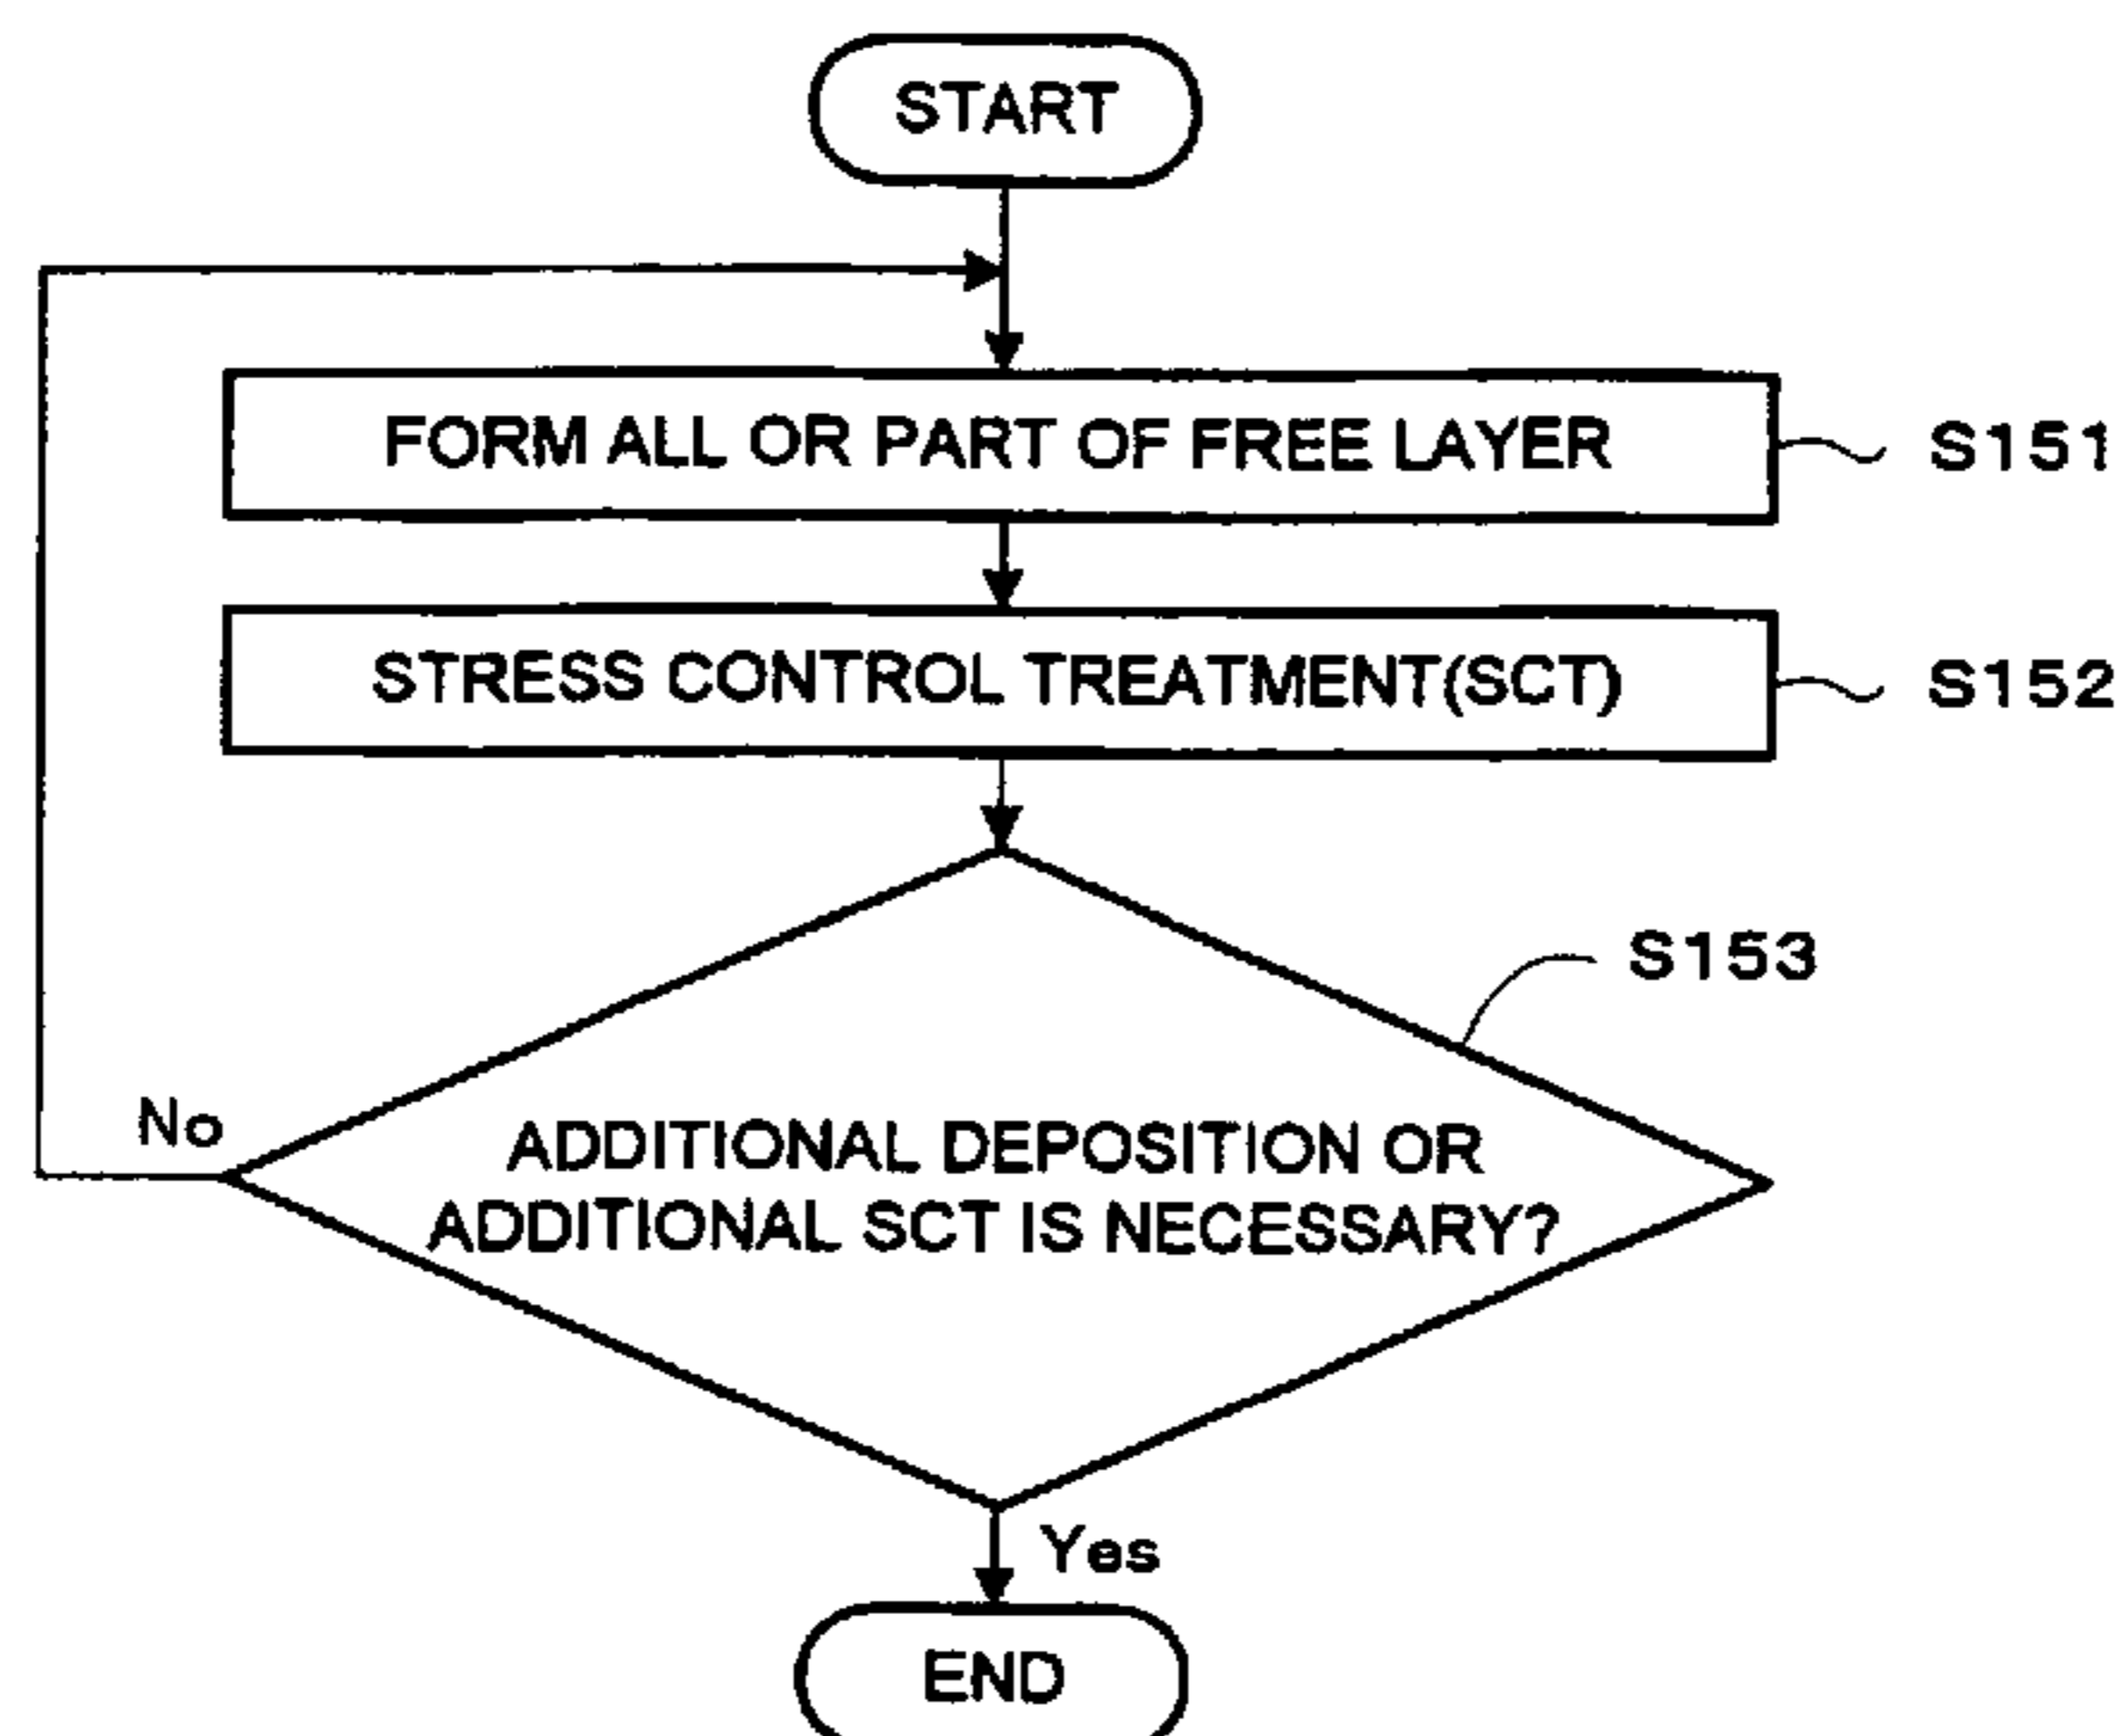 START
FORM ALL OR PART OF FREE LAYER
S151
STRESS CONTROL TREATMENT(SCT)
S152
S153
No
ADDITIONAL DEPOSITION OR
ADDITIONAL SCT IS NECESSARY?
Yes
END